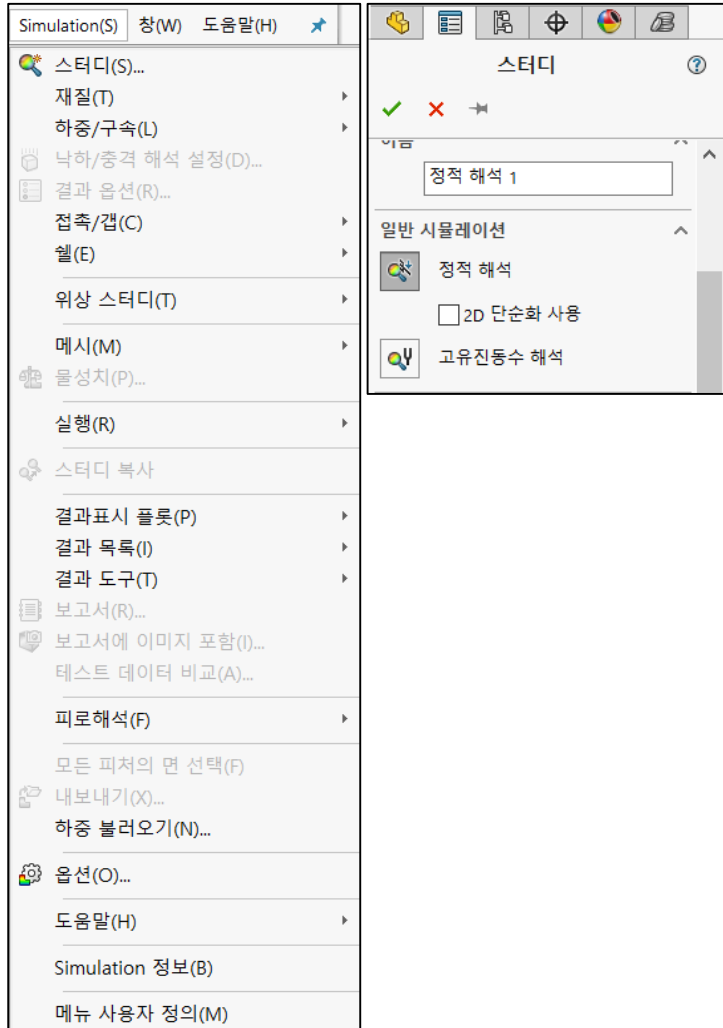 Simulation(S) 창(W) 도움말(H)
스터디(S)...
재질(T)
하중/구속(L)
낙하/충격 해석 설정(D)...
결과 옵션(R)...
접촉/갭(C)
쉘(E)
위상 스터디(T)
메시(M)
물성치(P)...
실행(R)
스터디 복사
결과표시 플롯(P)
결과 목록(I)
결과 도구(T)
보고서(R)...
보고서에 이미지 포함(I)...
테스트 데이터 비교(A)...
피로해석(F)
모든 피처의 면 선택(F)
내보내기(X)...
하중 불러오기(N)...
옵션(O)...
도움말(H)
Simulation 정보(B)
메뉴 사용자 정의(M)
스터디
이름
정적 해석 1
일반 시뮬레이션
정적 해석
2D 단순화 사용
고유진동수 해석